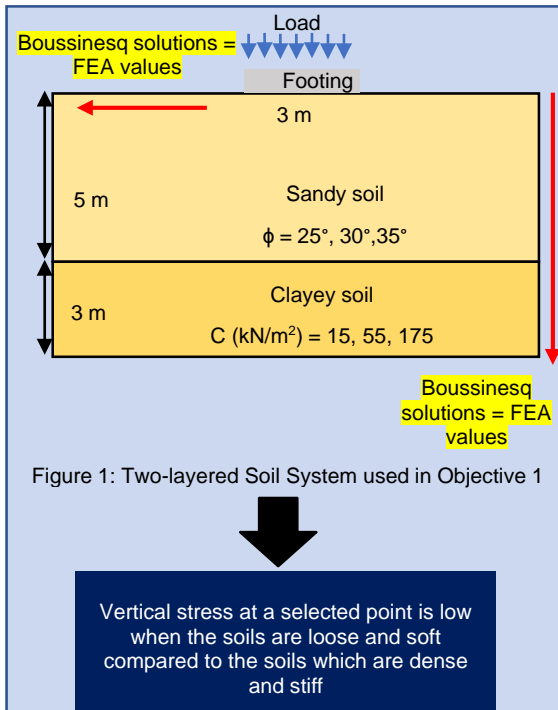 Load
Boussinesq solutions =
FEA values
Footing
3 m
5 m
Sandy soil
ϕ = 25°, 30°,35°
Clayey soil
3 m
C (kN/m²) = 15, 55, 175
Boussinesq
solutions = FEA
values
Figure 1: Two-layered Soil System used in Objective 1
Vertical stress at a selected point is low
when the soils are loose and soft
compared to the soils which are dense
and stiff